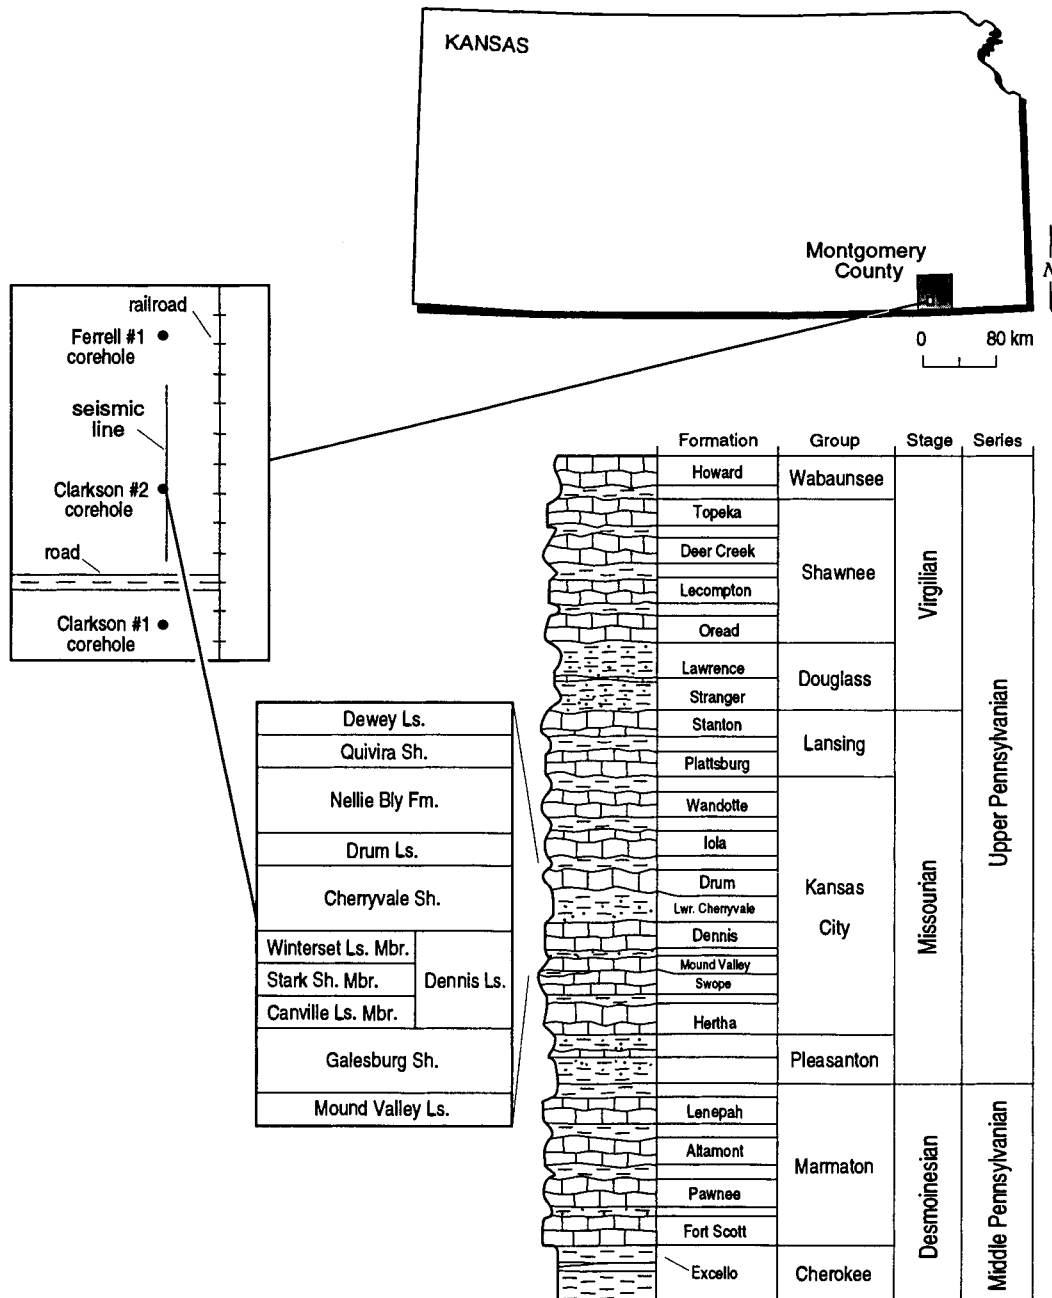 KANSAS
Montgomery
County
N
0 80 km
railroad
Ferrell #1
corehole
seismic
line
Clarkson #2
corehole
road
Clarkson #1
corehole
Formation Group Stage Series
Howard
Topeka
Deer Creek
Lecompton
Oread
Lawrence
Stranger
Stanton
Plattsburg
Wandotte
Iola
Drum
Lwr. Cherryvale
Dennis
Mound Valley
Swope
Hertha
Lenepah
Altamont
Pawnee
Fort Scott
Excello
Wabaunsee
Shawnee
Douglass
Lansing
Kansas
City
Pleasanton
Marmaton
Cherokee
Virgilian
Missourian
Desmoinesian
Upper Pennsylvanian
Middle Pennsylvanian
Dewey Ls.
Quivira Sh.
Nellie Bly Fm.
Drum Ls.
Cherryvale Sh.
Winterset Ls. Mbr.
Stark Sh. Mbr.
Canville Ls. Mbr.
Dennis Ls.
Galesburg Sh.
Mound Valley Ls.